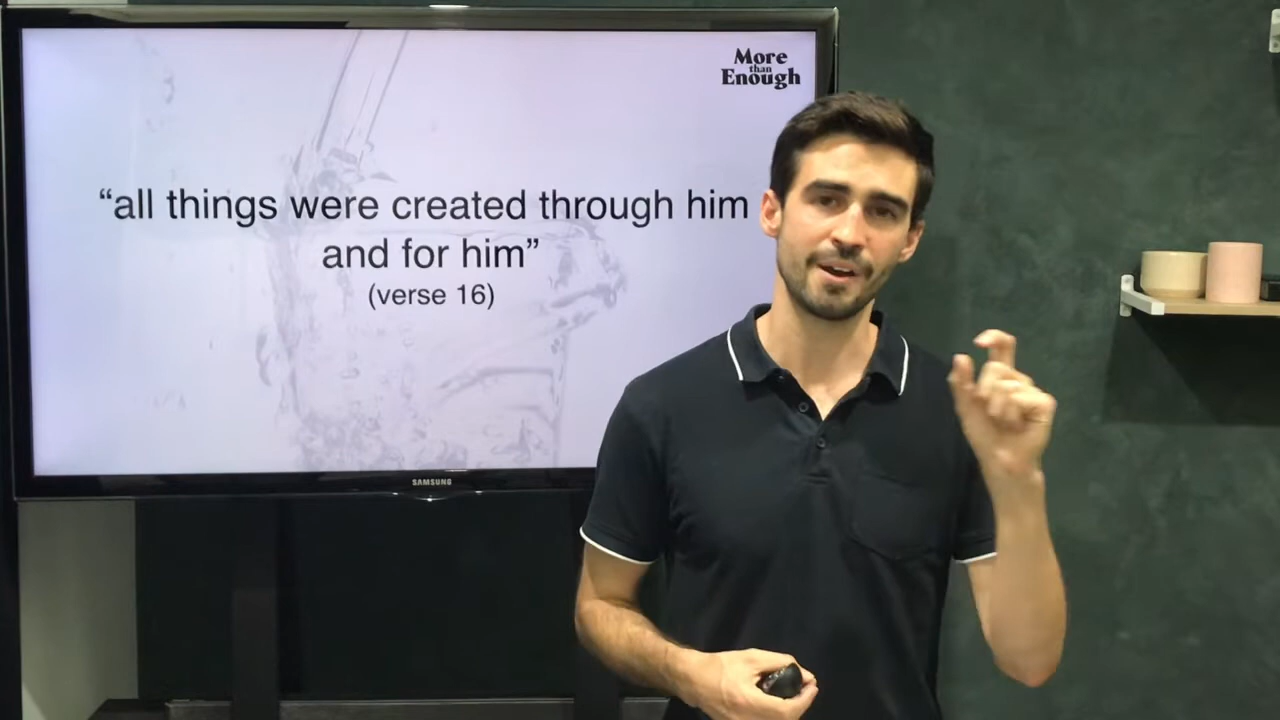 More
than
Enough
“all things were created through him
and for him”
(verse 16)
SAMSUNG